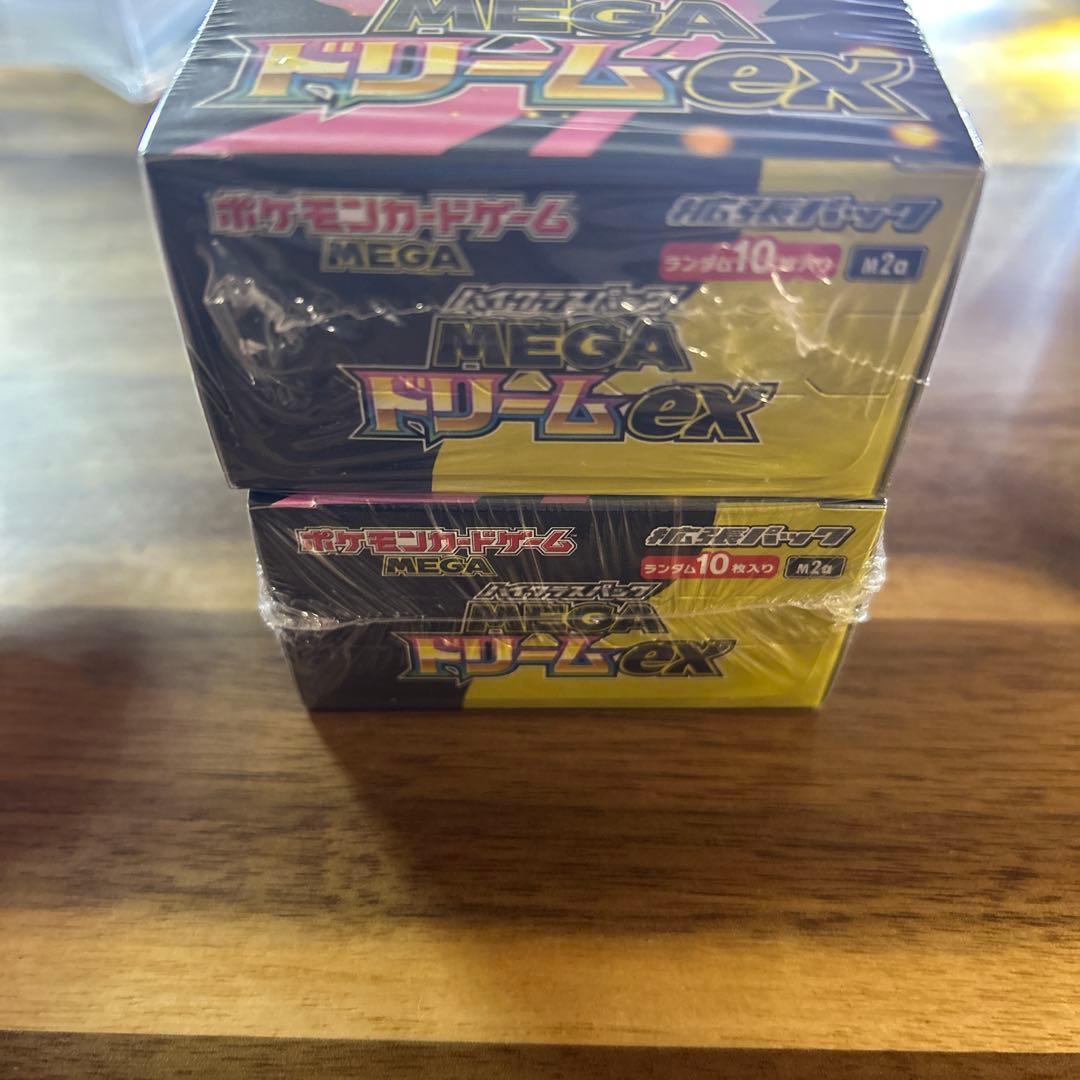 MEGA
ドリームex
ポケモンカードゲーム
MEGA
拡張パック
ランダム10枚入り M2a
ハイクラスパック
MEGA
ドリームex
ポケモンカードゲーム
MEGA
拡張パック
ランダム10枚入り M2a
ハイクラスパック
MEGA
ドリームex